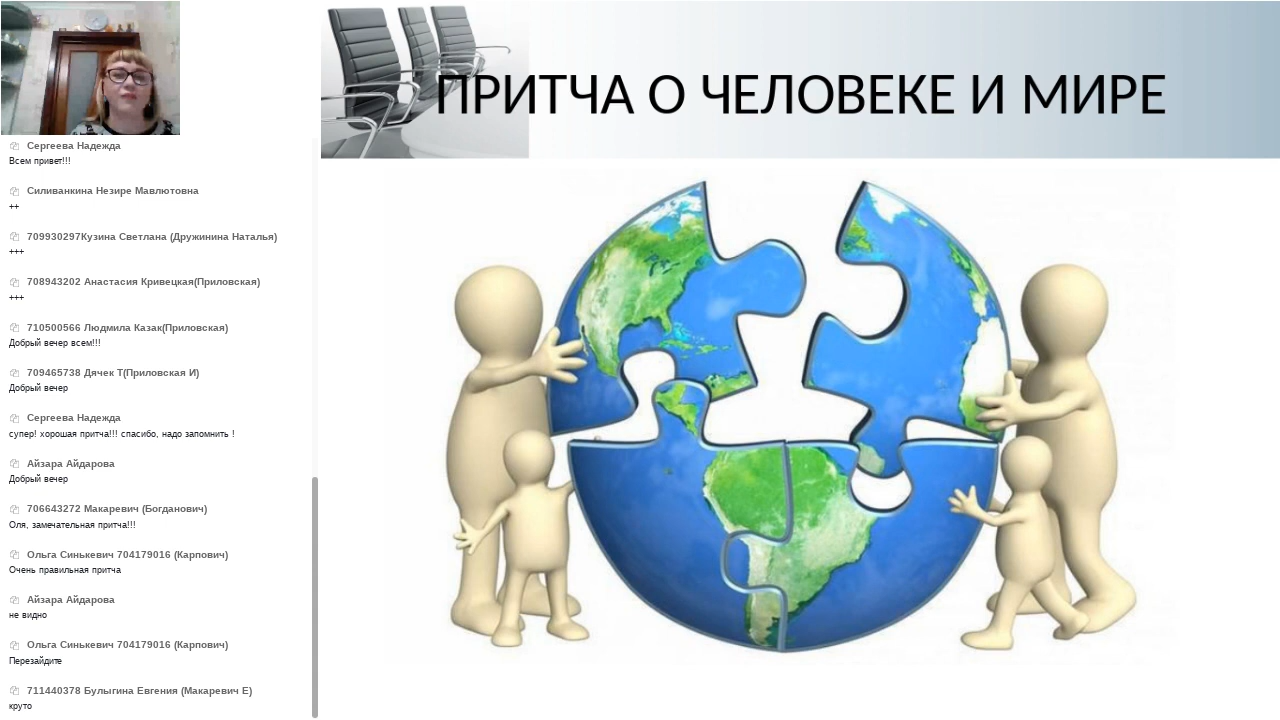 ПРИТЧА О ЧЕЛОВЕКЕ И МИРЕ
Сергеева Надежда
Всем привет!!!
Силиванкина Незире Мавлютовна
++
709930297Кузина Светлана (Дружинина Наталья)
+++
708943202 Анастасия Кривецкая(Приловская)
+++
710500566 Людмила Казак(Приловская)
Добрый вечер всем!!!
709465738 Дячек Т(Приловская И)
Добрый вечер
Сергеева Надежда
супер! хорошая притча!!! спасибо, надо запомнить !
Айзара Айдарова
Добрый вечер
706643272 Макаревич (Богданович)
Оля, замечательная притча!!!
Ольга Синькевич 704179016 (Карпович)
Очень правильная притча
Айзара Айдарова
не видно
Ольга Синькевич 704179016 (Карпович)
Перезайдите
711440378 Булыгина Евгения (Макаревич Е)
круто